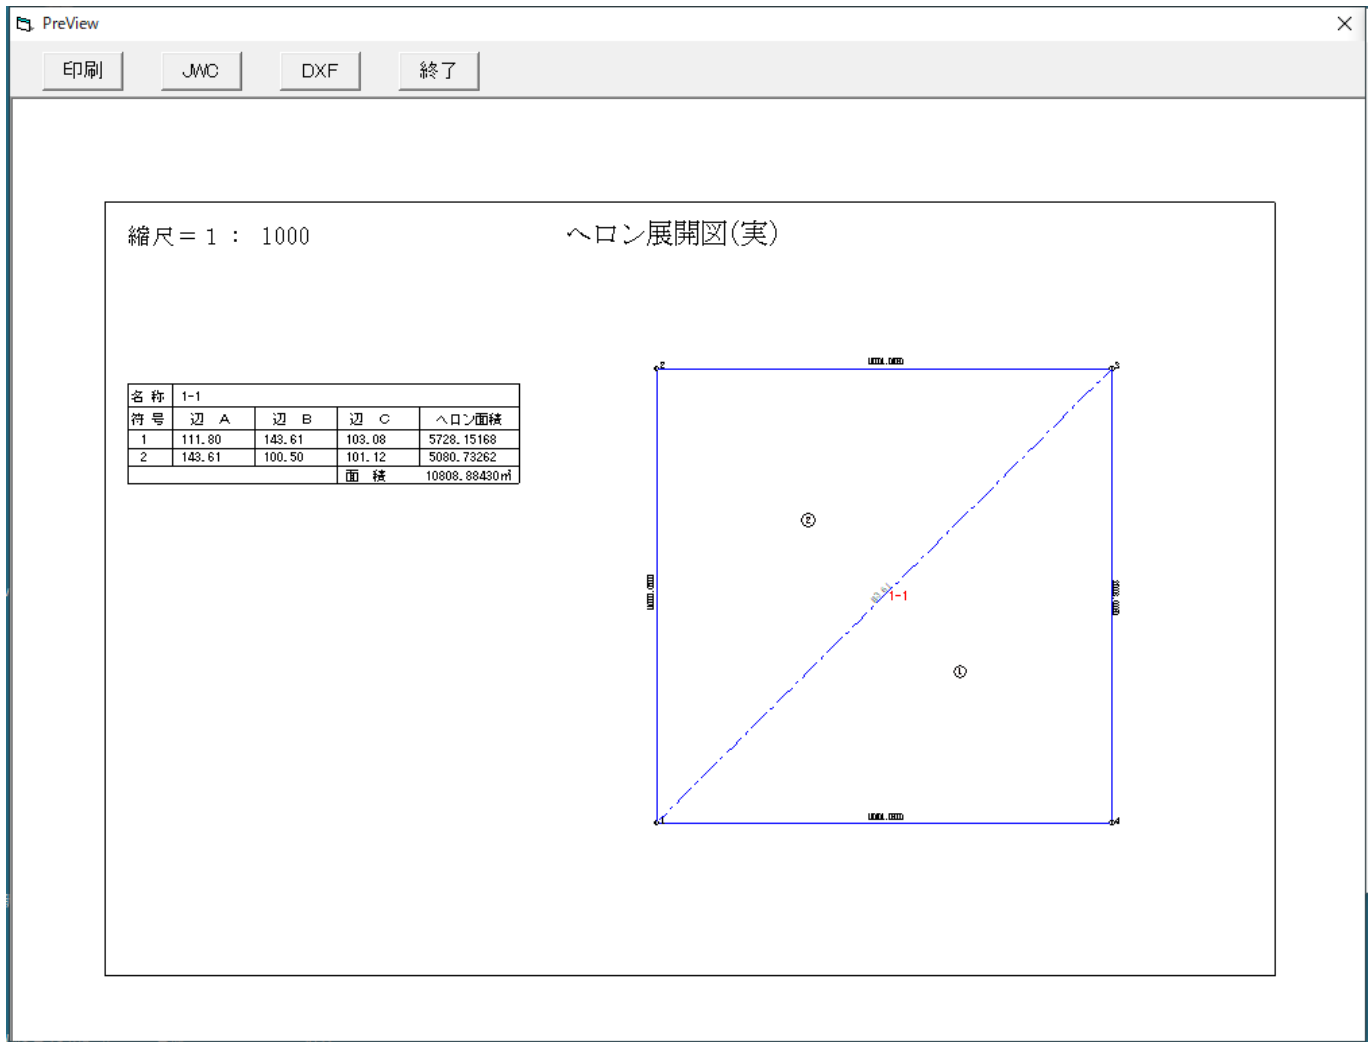 PreView
印刷 JWC DXF 終了
縮尺＝1： 1000
ヘロン展開図(実)
名称 1-1
符号 辺 A 辺 B 辺 C ヘロン面積
1 111.80 143.61 103.08 5728.15168
2 143.61 100.50 101.12 5080.73262
面 積 10808.88430㎡
2
3
②
1-1
①
1
4